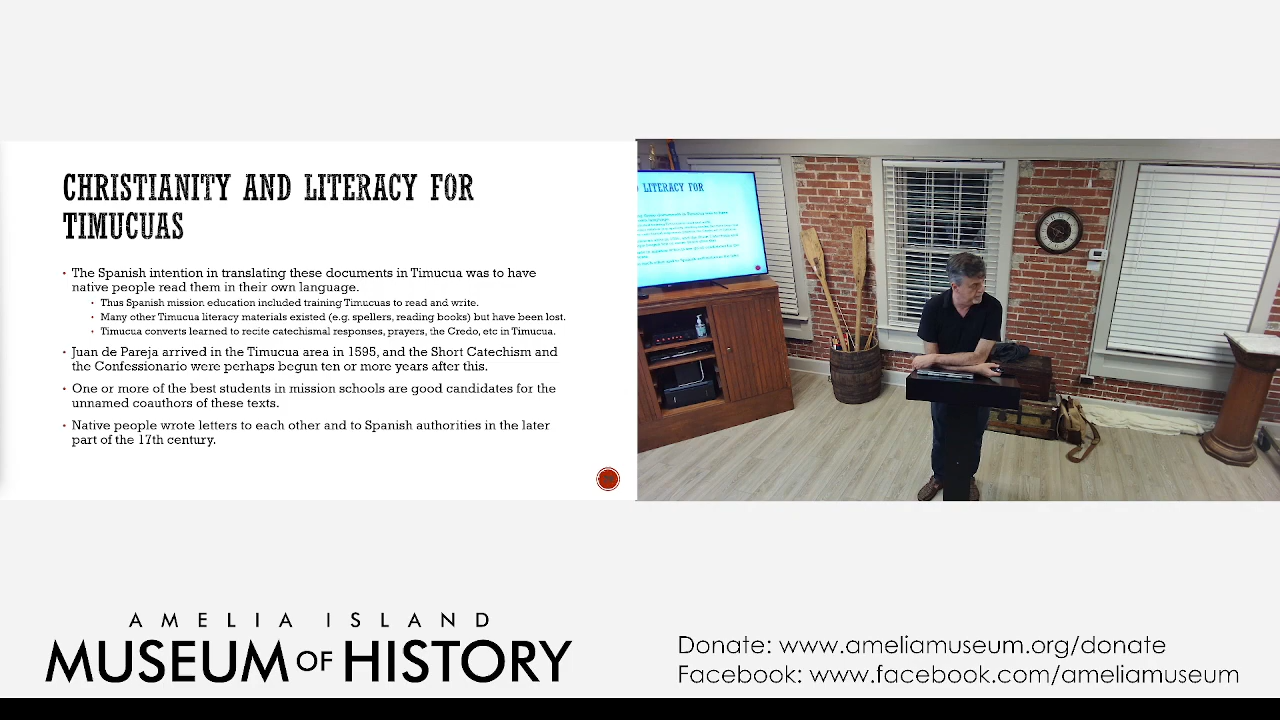 CHRISTIANITY AND LITERACY FOR
TIMUCUAS
• The Spanish intention in translating these documents in Timucua was to have
native people read them in their own language.
• Thus Spanish mission education included training Timucuas to read and write.
• Many other Timucua literacy materials existed (e.g. spellers, reading books) but have been lost.
• Timucua converts learned to recite catechismal responses, prayers, the Credo, etc in Timucua.
• Juan de Pareja arrived in the Timucua area in 1595, and the Short Catechism and
the Confessionario were perhaps begun ten or more years after this.
• One or more of the best students in mission schools are good candidates for the
unnamed coauthors of these texts.
• Native people wrote letters to each other and to Spanish authorities in the later
part of the 17th century.
LITERACY FOR
AMELIA ISLAND
MUSEUM OF HISTORY
Donate: www.ameliamuseum.org/donate
Facebook: www.facebook.com/ameliamuseum